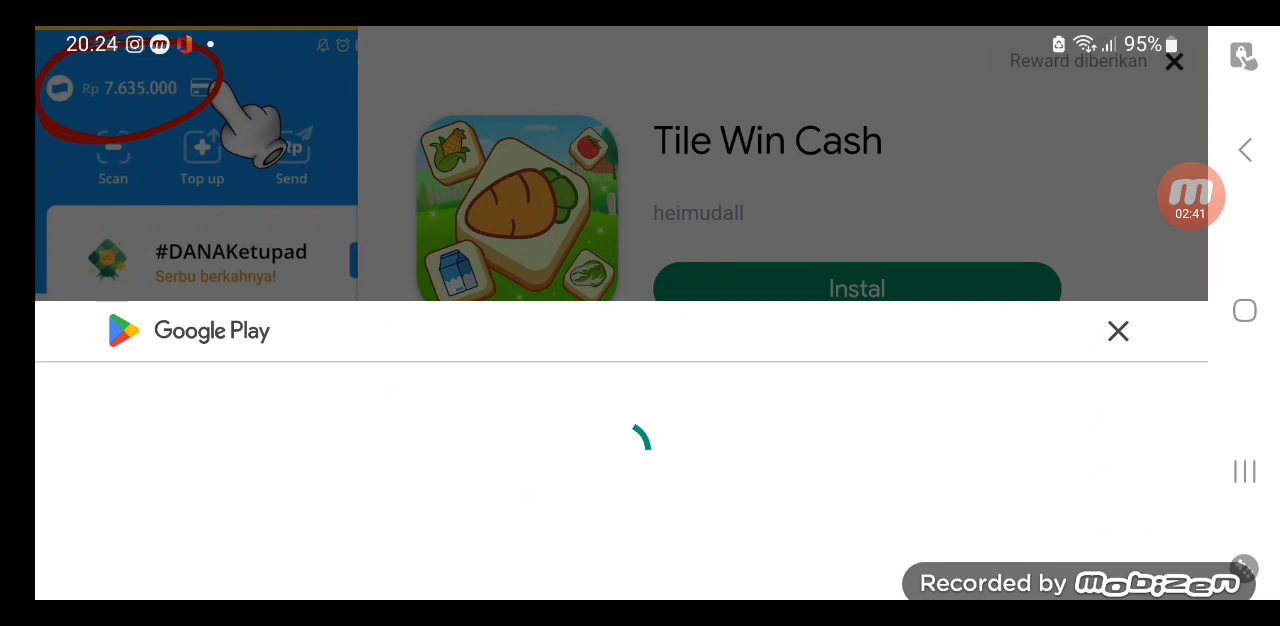 20.24
95%
Reward diberikan
Rp 7.635.000
Rp
Scan
Top up
Send
#DANAKetupad
Serbu berkahnya!
Tile Win Cash
heimudall
Instal
m
02:41
Google Play
Recorded by mobizen